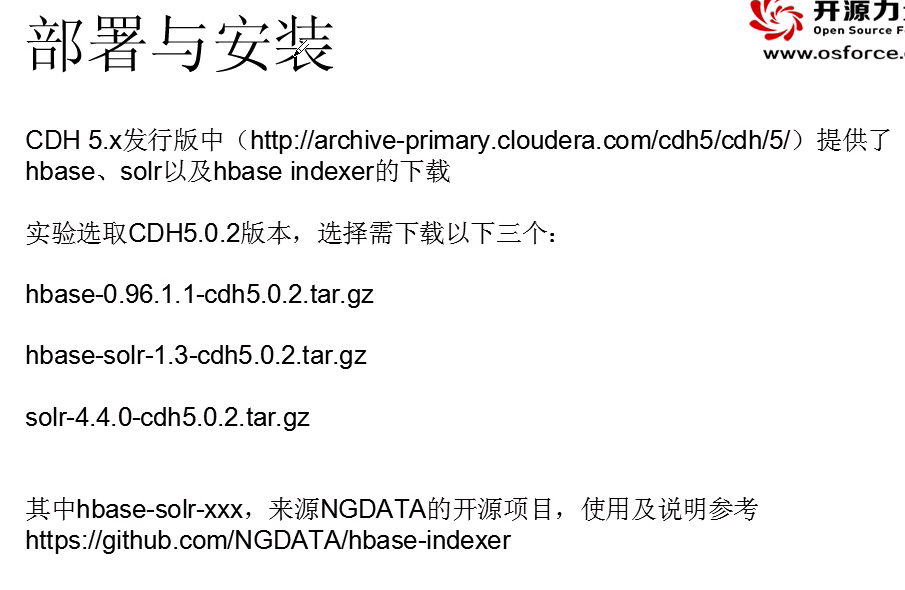 部署与安装
开源力
Open Source F
www.osforce.
CDH 5.x发行版中（http://archive-primary.cloudera.com/cdh5/cdh/5/）提供了
hbase、solr以及hbase indexer的下载
实验选取CDH5.0.2版本，选择需下载以下三个：
hbase-0.96.1.1-cdh5.0.2.tar.gz
hbase-solr-1.3-cdh5.0.2.tar.gz
solr-4.4.0-cdh5.0.2.tar.gz
其中hbase-solr-xxx，来源NGDATA的开源项目，使用及说明参考
https://github.com/NGDATA/hbase-indexer